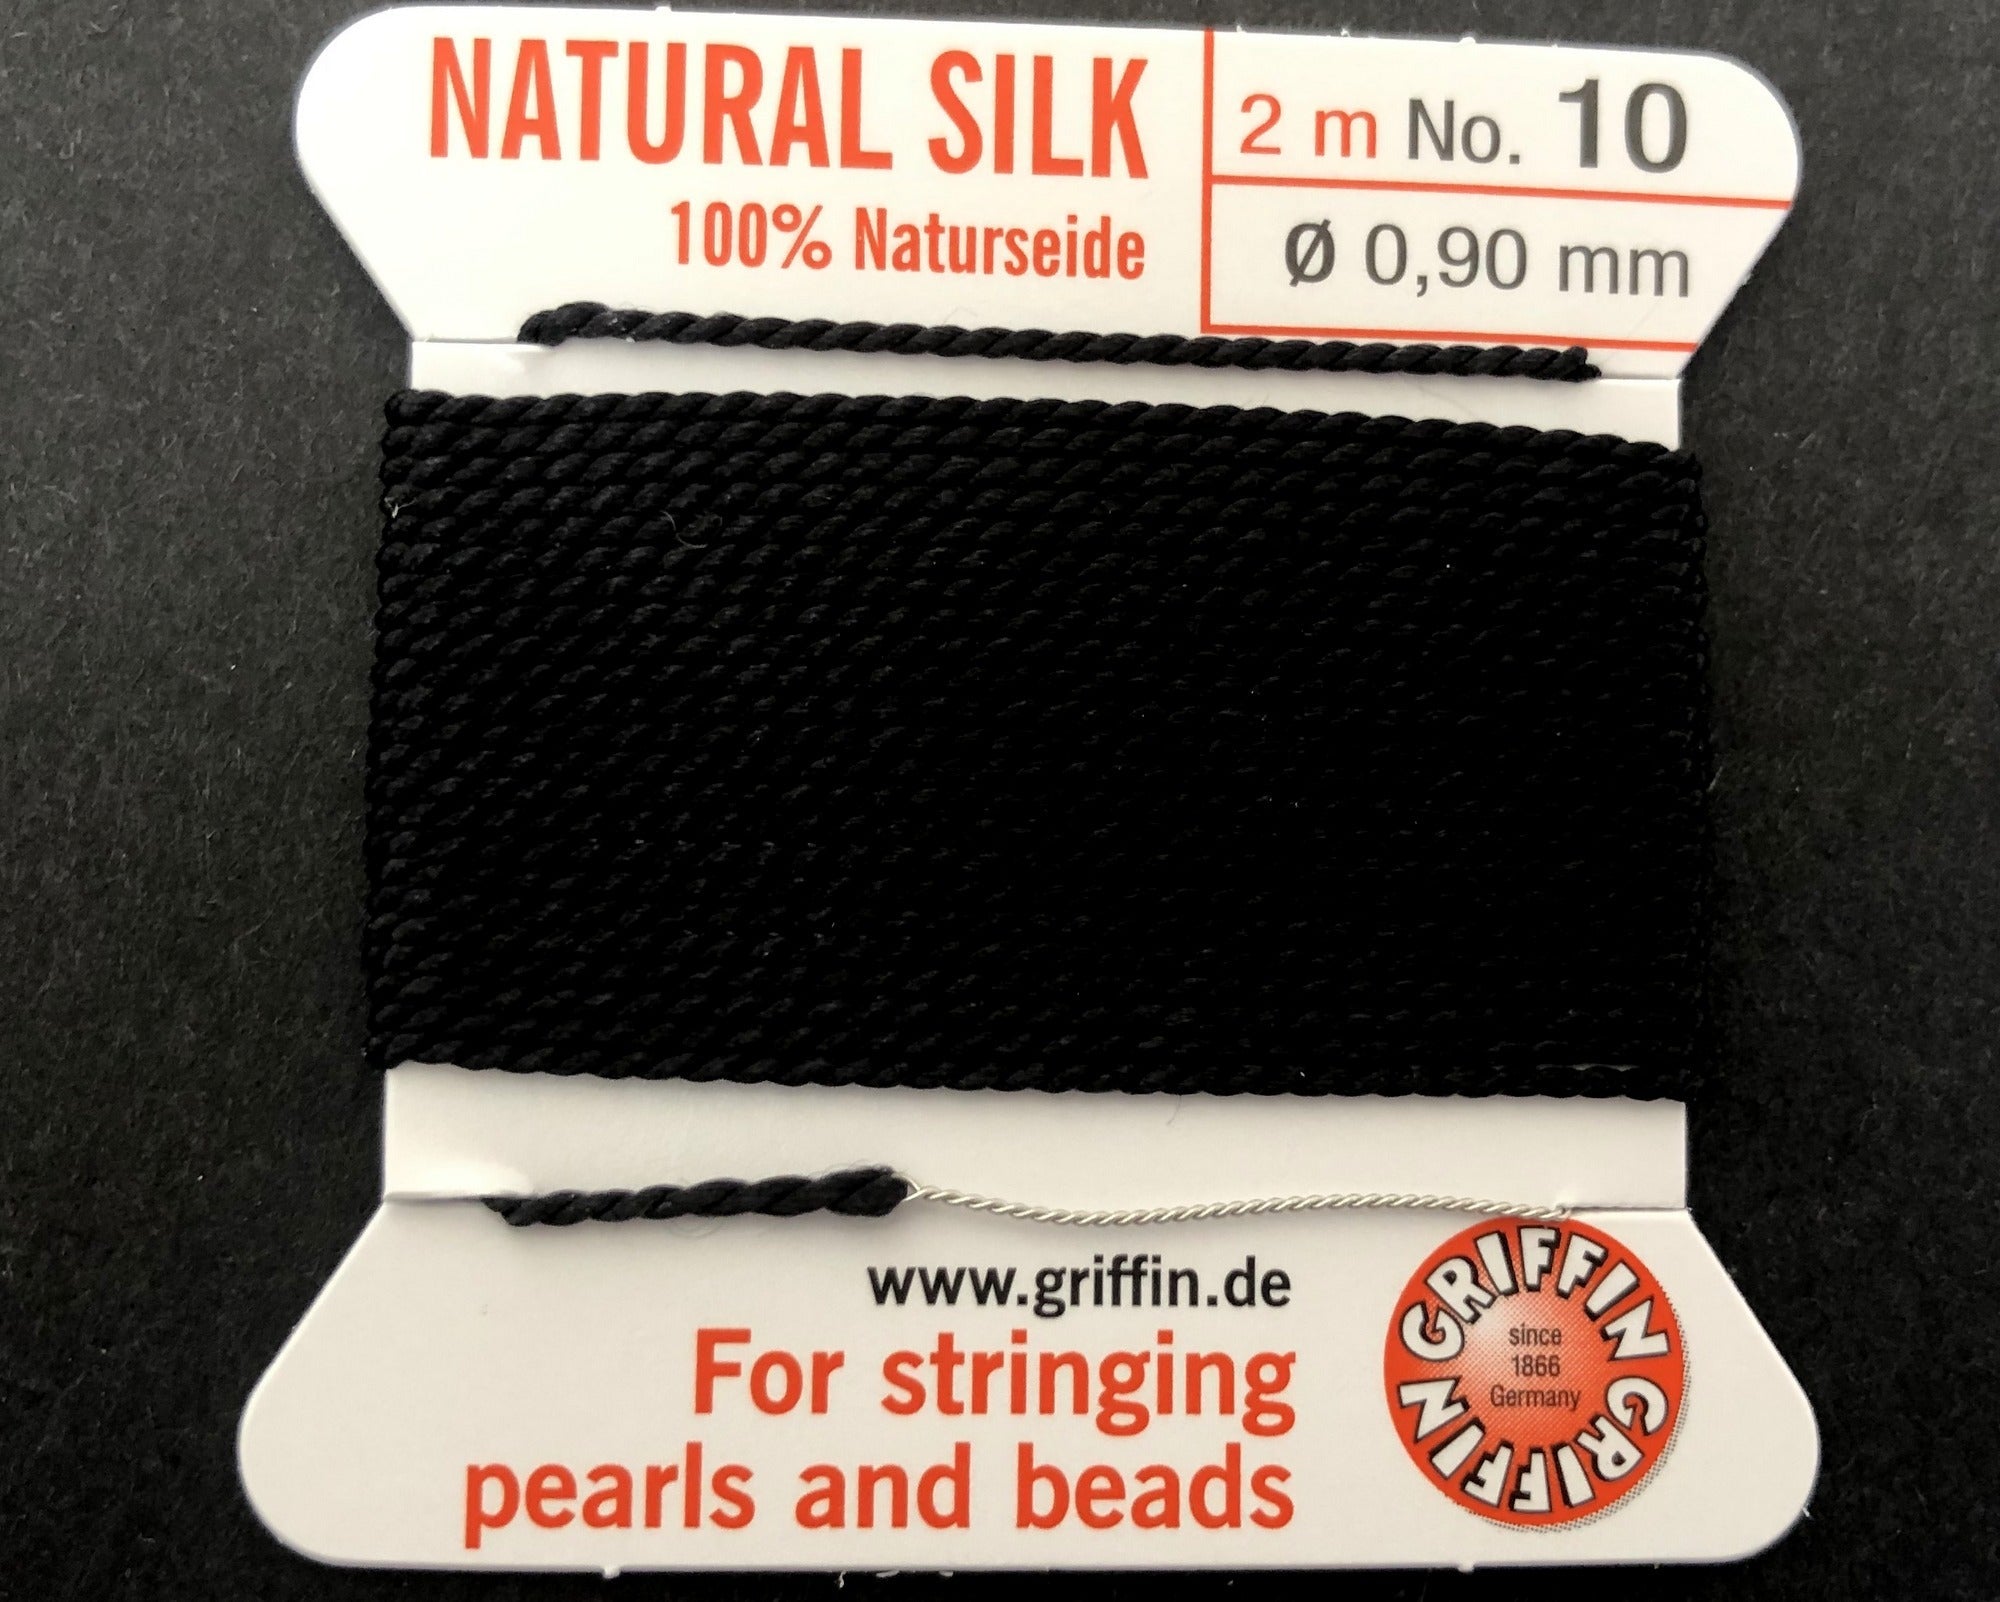 NATURAL SILK
100% Naturseide
2 m No. 10
Ø 0,90 mm
www.griffin.de
For stringing
pearls and beads
GRIFFIN GRIFFIN GRIFFIN
since
1866
Germany